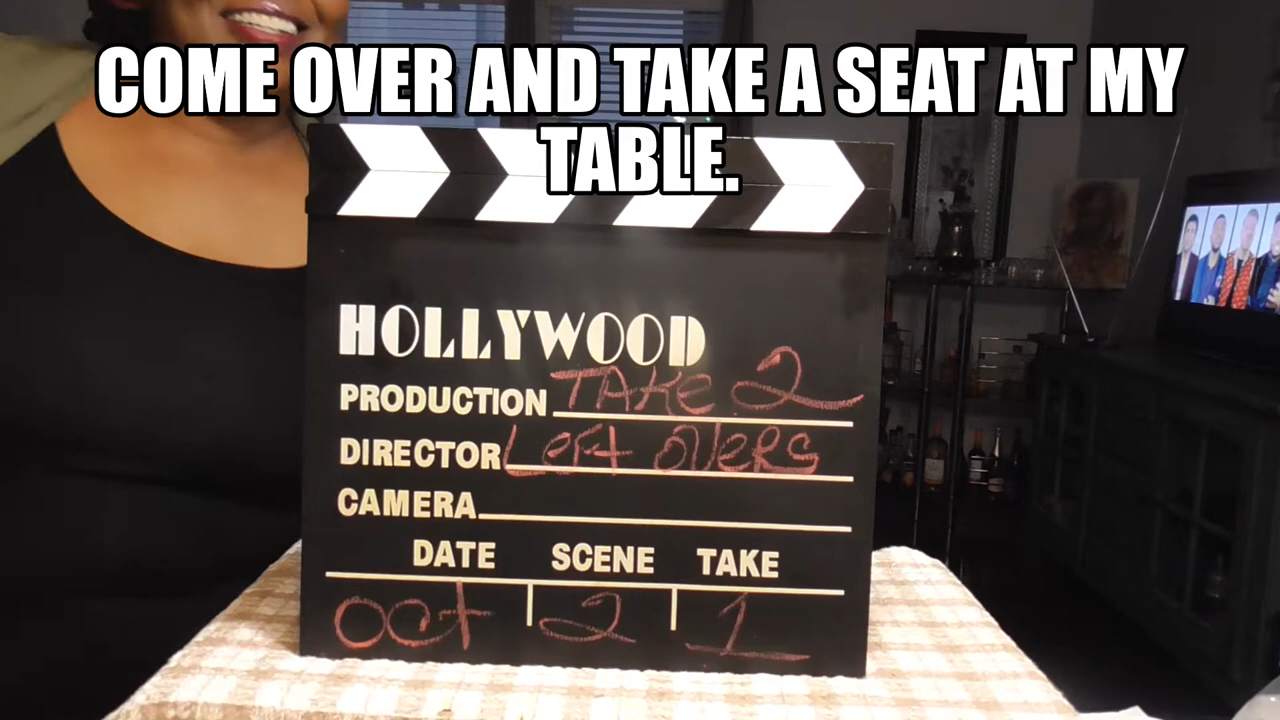 COME OVER AND TAKE A SEAT AT MY
TABLE.
HOLLYWOOD
PRODUCTION TAKe 2
DIRECTOR Left OVeRS
CAMERA
DATE SCENE TAKE
Oct 2 1